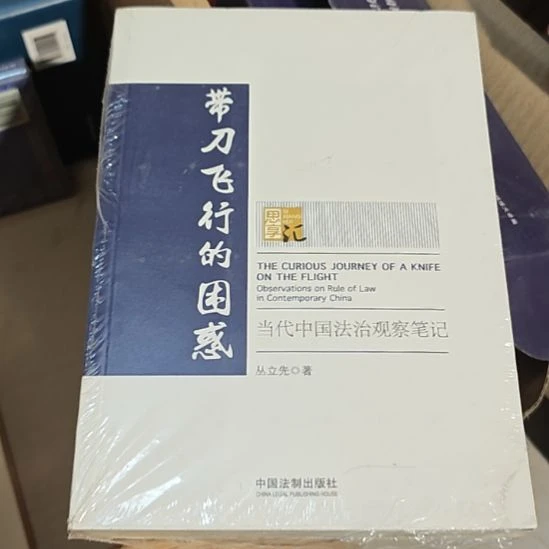 带刀飞行的困惑
思享汇
THE CURIOUS JOURNEY OF A KNIFE
ON THE FLIGHT
Observations on Rule of Law
in Contemporary China
当代中国法治观察笔记
丛立先◎著
中国法制出版社
CHINA LEGAL PUBLISHING HOUSE